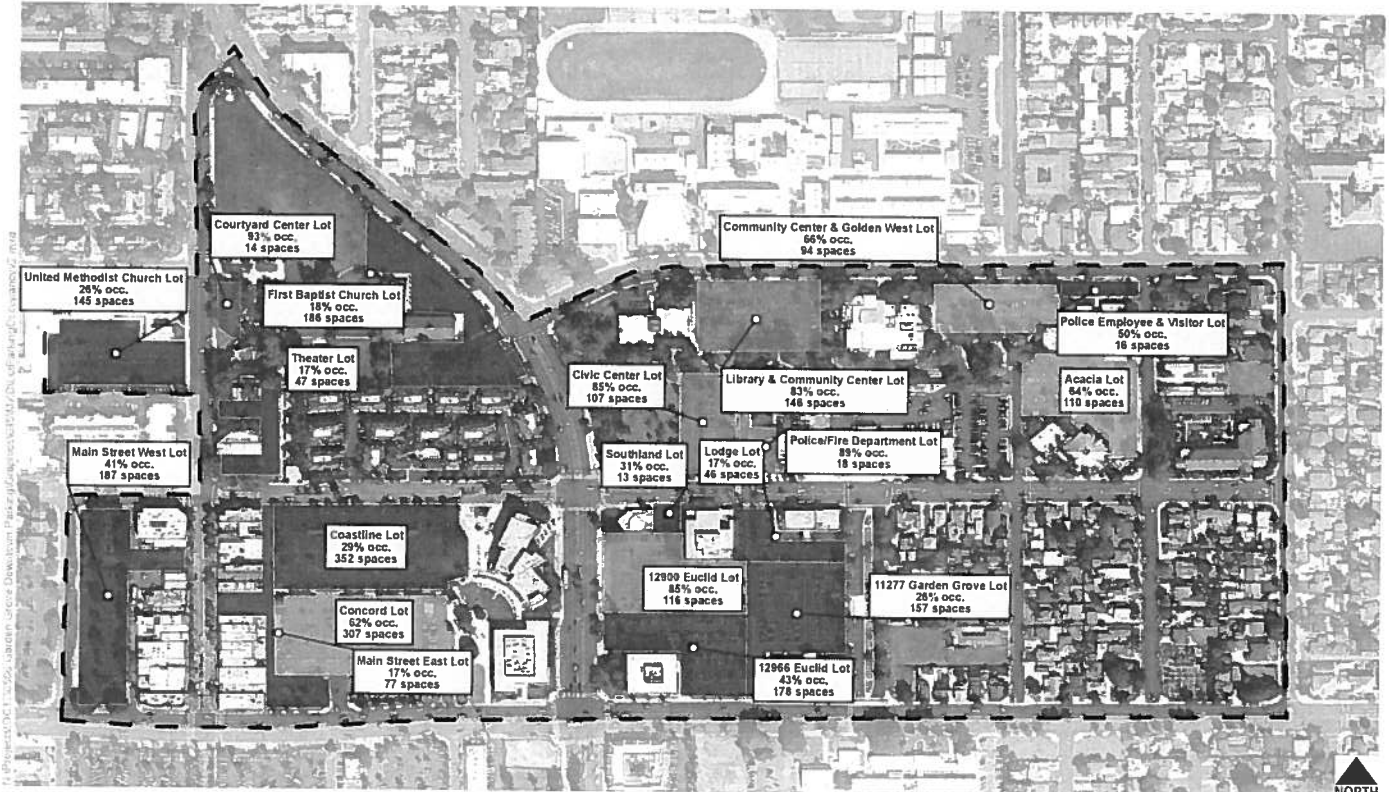 Courtyard Center Lot
93% occ.
14 spaces
Community Center & Golden West Lot
66% occ.
94 spaces
United Methodist Church Lot
26% occ.
145 spaces
First Baptist Church Lot
18% occ.
186 spaces
Police Employee & Visitor Lot
50% occ.
16 spaces
Theater Lot
17% occ.
47 spaces
Civic Center Lot
85% occ.
107 spaces
Library & Community Center Lot
83% occ.
146 spaces
Acacia Lot
64% occ.
110 spaces
Main Street West Lot
41% occ.
187 spaces
Southland Lot
31% occ.
13 spaces
Lodge Lot
17% occ.
46 spaces
Police/Fire Department Lot
89% occ.
18 spaces
Coastline Lot
29% occ.
352 spaces
12900 Euclid Lot
85% occ.
116 spaces
11277 Garden Grove Lot
26% occ.
157 spaces
Concord Lot
62% occ.
307 spaces
Main Street East Lot
17% occ.
77 spaces
12966 Euclid Lot
43% occ.
178 spaces
NORTH